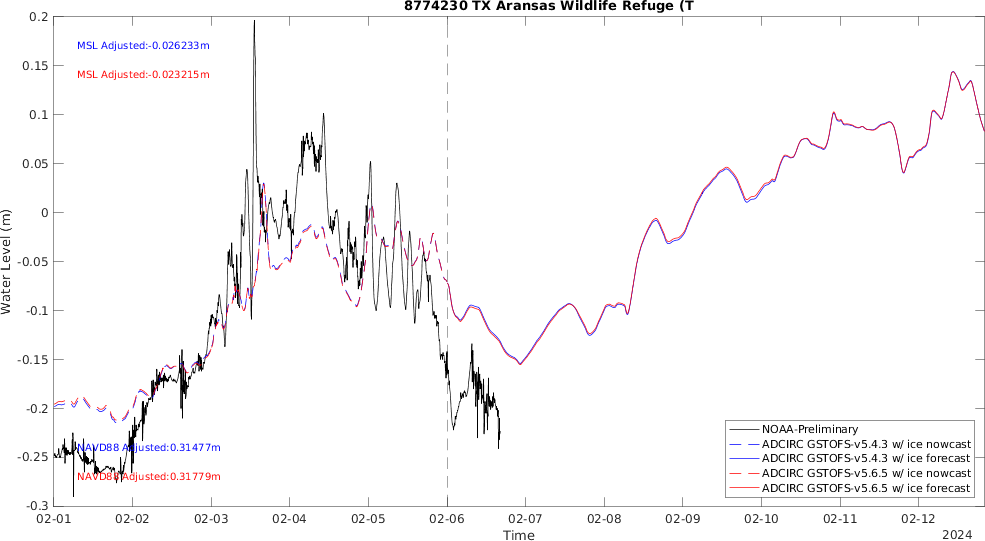 8774230 TX Aransas Wildlife Refuge (T
0.2
0.15
0.1
0.05
0
-0.05
-0.1
-0.15
-0.2
-0.25
-0.3
Water Level (m)
MSL Adjusted:-0.026233m
MSL Adjusted:-0.023215m
NAVD88 Adjusted:0.31477m
NAVD88 Adjusted:0.31779m
NOAA-Preliminary
ADCIRC GSTOFS-v5.4.3 w/ ice nowcast
ADCIRC GSTOFS-v5.4.3 w/ ice forecast
ADCIRC GSTOFS-v5.6.5 w/ ice nowcast
ADCIRC GSTOFS-v5.6.5 w/ ice forecast
02-01 02-02 02-03 02-04 02-05 02-06 02-07 02-08 02-09 02-10 02-11 02-12
Time
2024